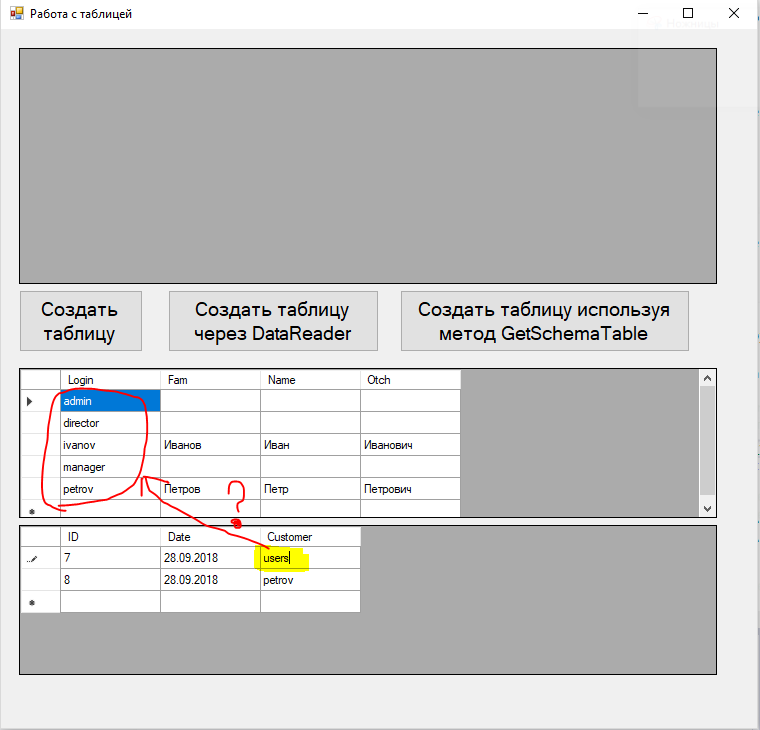 Работа с таблицей
Создать таблицу
Создать таблицу через DataReader
Создать таблицу используя метод GetSchemaTable
Login Fam Name Otch
admin
director
ivanov Иванов Иван Иванович
manager
petrov Петров Петр Петрович
?
ID Date Customer
7 28.09.2018 users
8 28.09.2018 petrov